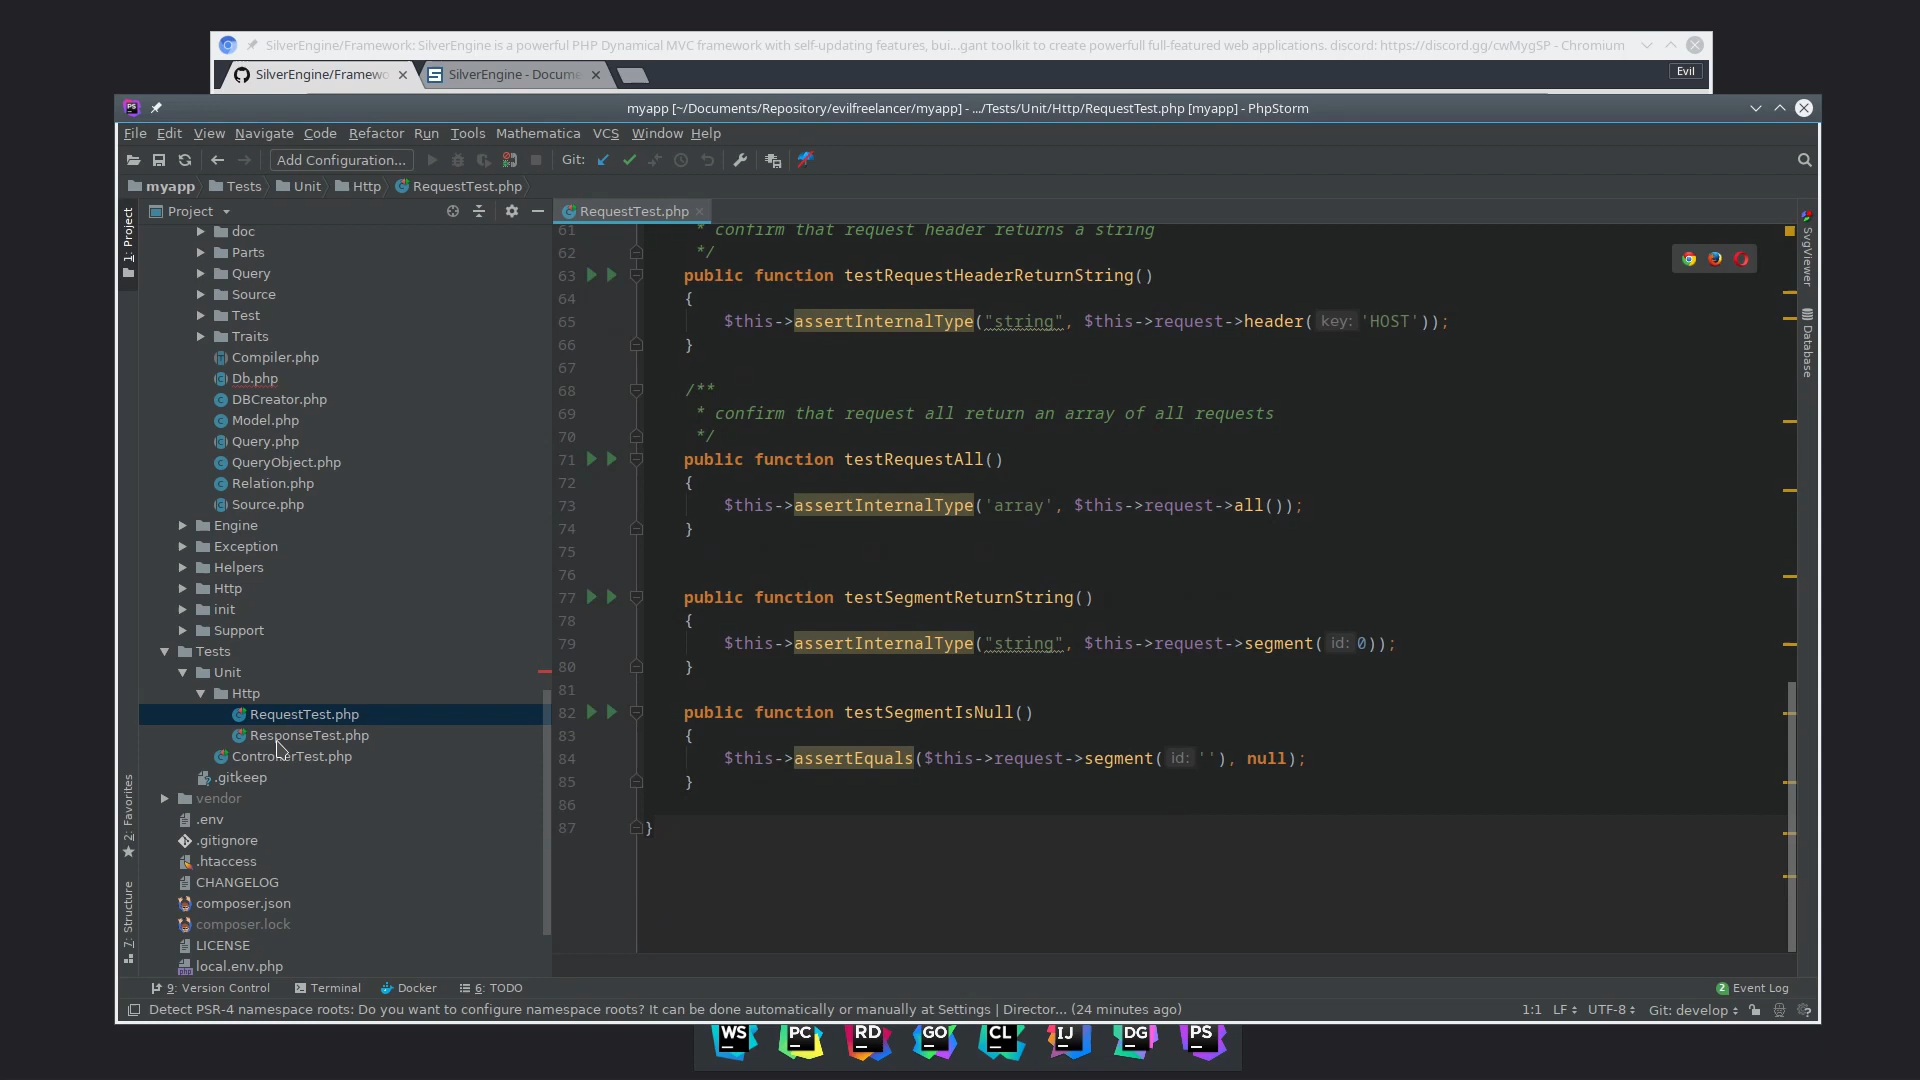 SilverEngine/Framework: SilverEngine is a powerful PHP Dynamical MVC framework with self-updating features, bui...gant toolkit to create powerfull full-featured web applications. discord: https://discord.gg/cwMygSP - Chromium
SilverEngine/Framewo
SilverEngine - Docume
Evil
PS
myapp [~/Documents/Repository/evilfreelancer/myapp] - .../Tests/Unit/Http/RequestTest.php [myapp] - PhpStorm
File Edit View Navigate Code Refactor Run Tools Mathematica VCS Window Help
Add Configuration... Git:
myapp Tests Unit Http RequestTest.php
Project
RequestTest.php
1: Project
2: Favorites
7: Structure
doc
Parts
Query
Source
Test
Traits
Compiler.php
Db.php
DBCreator.php
Model.php
Query.php
QueryObject.php
Relation.php
Source.php
Engine
Exception
Helpers
Http
init
Support
Tests
Unit
Http
RequestTest.php
ResponseTest.php
ControllerTest.php
.gitkeep
vendor
.env
.gitignore
.htaccess
CHANGELOG
composer.json
composer.lock
LICENSE
local.env.php
61 * confirm that request header returns a string
62 */
63 public function testRequestHeaderReturnString()
64 {
65 $this->assertInternalType("string", $this->request->header( key: 'HOST'));
66 }
67
68 /**
69 * confirm that request all return an array of all requests
70 */
71 public function testRequestAll()
72 {
73 $this->assertInternalType('array', $this->request->all());
74 }
75
76
77 public function testSegmentReturnString()
78 {
79 $this->assertInternalType("string", $this->request->segment( id: 0));
80 }
81
82 public function testSegmentIsNull()
83 {
84 $this->assertEquals($this->request->segment( id: ''), null);
85 }
86
87 }
SvgViewer
Database
9: Version Control Terminal Docker 6: TODO
2 Event Log
Detect PSR-4 namespace roots: Do you want to configure namespace roots? It can be done automatically or manually at Settings | Director... (24 minutes ago)
1:1 LF UTF-8 Git: develop
WS PC RD GO CL IJ DG PS